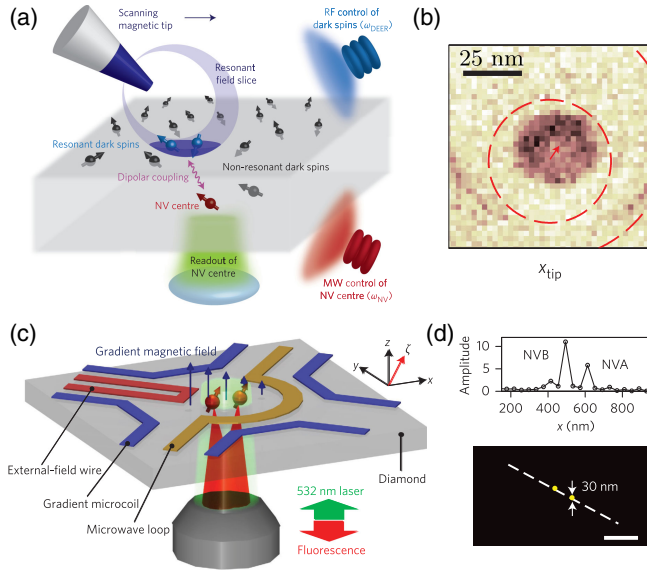 (a)
Scanning
magnetic tip
Resonant
field slice
RF control of
dark spins (ωDEER)
Resonant dark spins
Non-resonant dark spins
Dipolar coupling
NV centre
Readout of
NV centre
MW control of
NV centre (ωNV)
(b)
25 nm
xtip
(c)
Gradient magnetic field
z
ζ
y
x
External-field wire
Gradient microcoil
Microwave loop
Diamond
532 nm laser
Fluorescence
(d)
Amplitude
10
5
0
NVB
NVA
200
400
600
800
x (nm)
30 nm